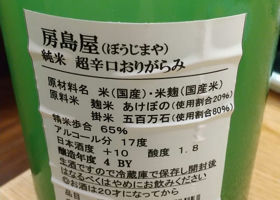 房島屋(ぼうじまや)
純米 超辛口おりがらみ
原材料名 米(国産)・米麹(国産米)
原料米 麹米 あけぼの(使用割合20%)
掛米 五百万石(使用割合80%)
精米歩合 65%
アルコール分 17度
日本酒度 +10 酸度 1.8
醸造年度 4 BY
生酒ですので冷蔵庫で保存し開封後
はなるべくはやめにお飲みください
○お酒は20才になってから